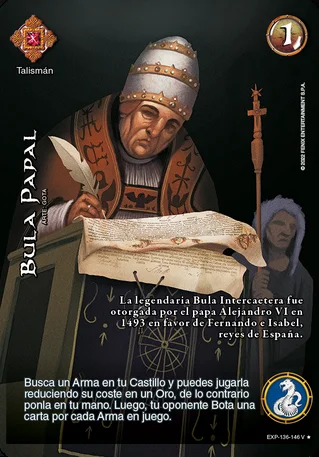 1
Talismán
© 2022 FENIX ENTERTAINMENT S.P.A.
BULA PAPAL
ARTE: GOTA
La legendaria Bula Intercaetera fue
otorgada por el papa Alejandro VI en
1493 en favor de Fernando e Isabel,
reyes de España.
Busca un Arma en tu Castillo y puedes jugarla
reduciendo su coste en un Oro, de lo contrario
ponla en tu mano. Luego, tu oponente Bota una
carta por cada Arma en juego.
EXP-136-146 V ★